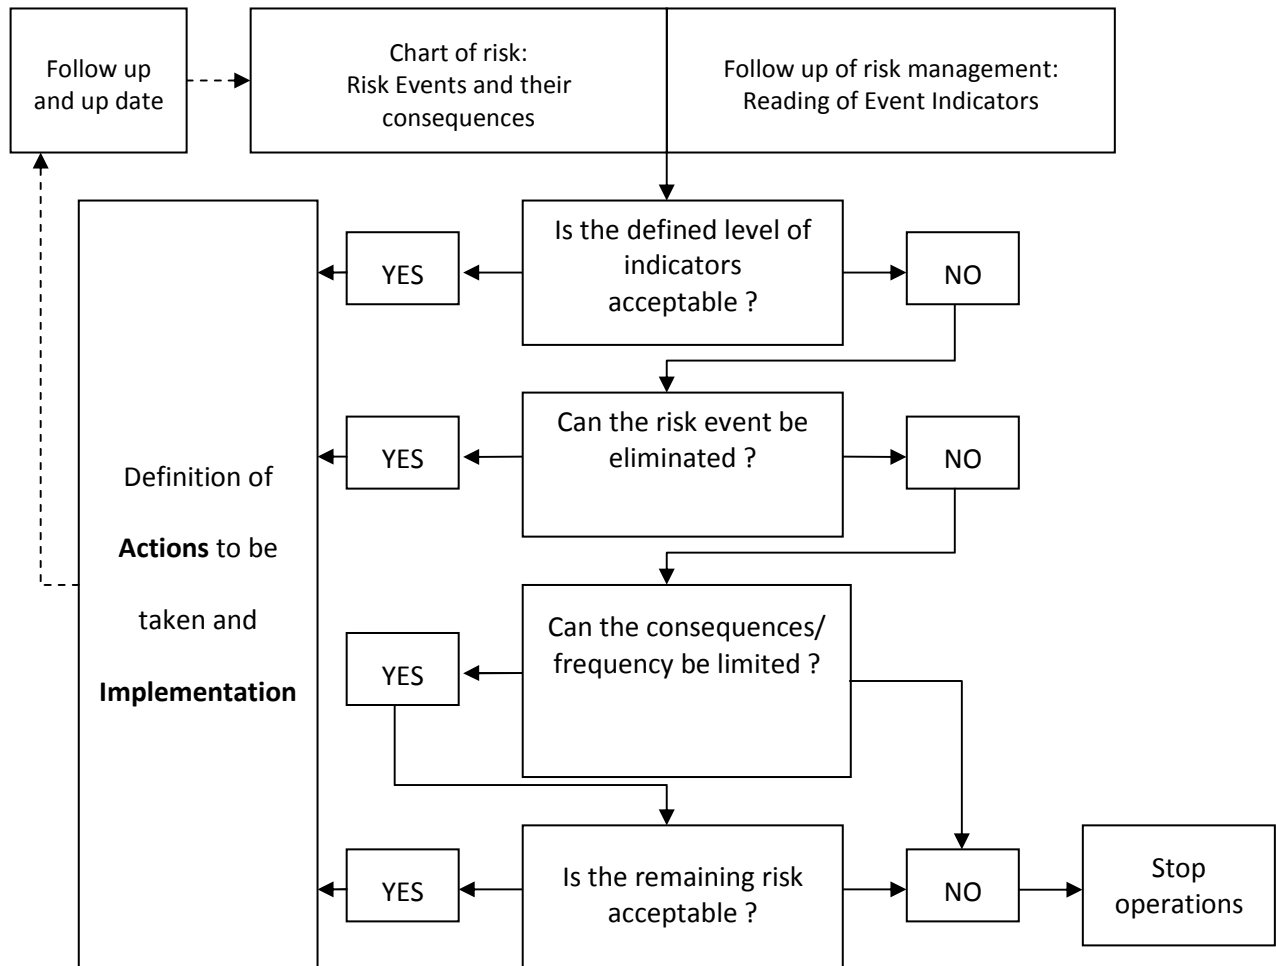 Follow up
and up date
Chart of risk:
Risk Events and their
consequences
Follow up of risk management:
Reading of Event Indicators
Is the defined level of
indicators
acceptable ?
YES
NO
Can the risk event be
eliminated ?
YES
NO
Definition of
Actions to be
taken and
Implementation
Can the consequences/
frequency be limited ?
YES
Is the remaining risk
acceptable ?
YES
NO
Stop
operations